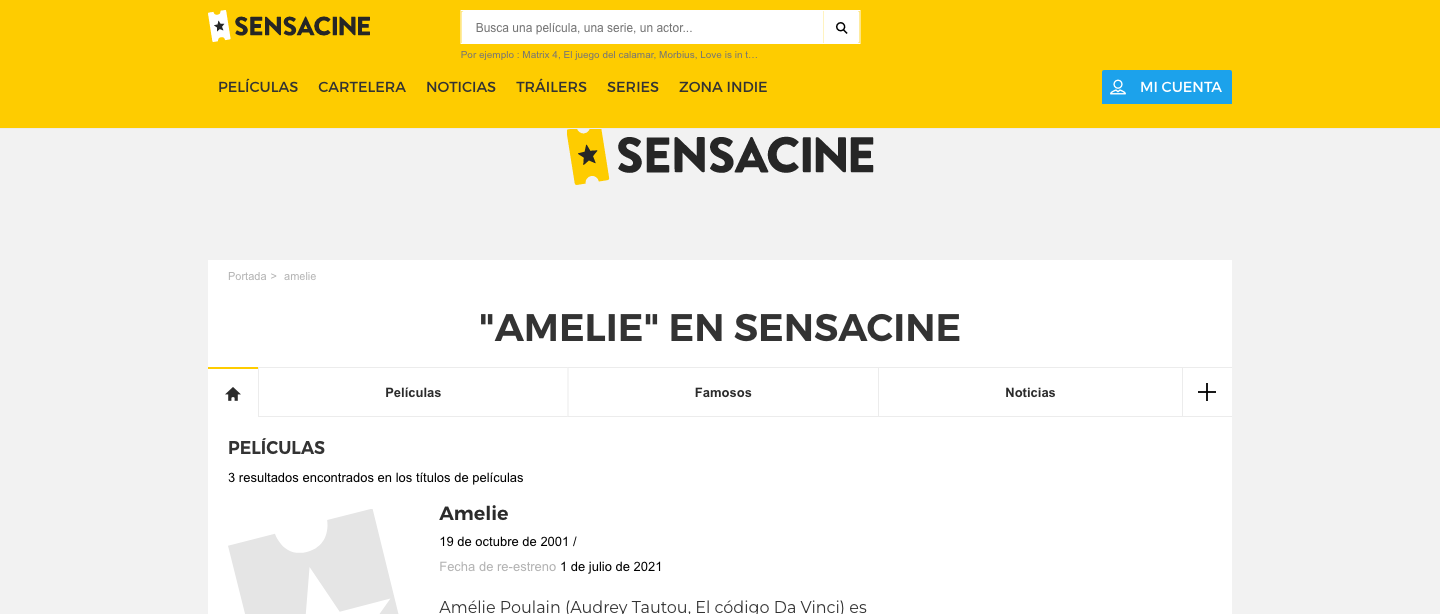 SENSACINE
Busca una película, una serie, un actor...
Por ejemplo : Matrix 4, El juego del calamar, Morbius, Love is in t...
PELÍCULAS CARTELERA NOTICIAS TRÁILERS SERIES ZONA INDIE MI CUENTA
SENSACINE
Portada > amelie
"AMELIE" EN SENSACINE
Películas Famosos Noticias
PELÍCULAS
3 resultados encontrados en los títulos de películas
Amelie
19 de octubre de 2001 /
Fecha de re-estreno 1 de julio de 2021
Amélie Poulain (Audrey Tautou, El código Da Vinci) es